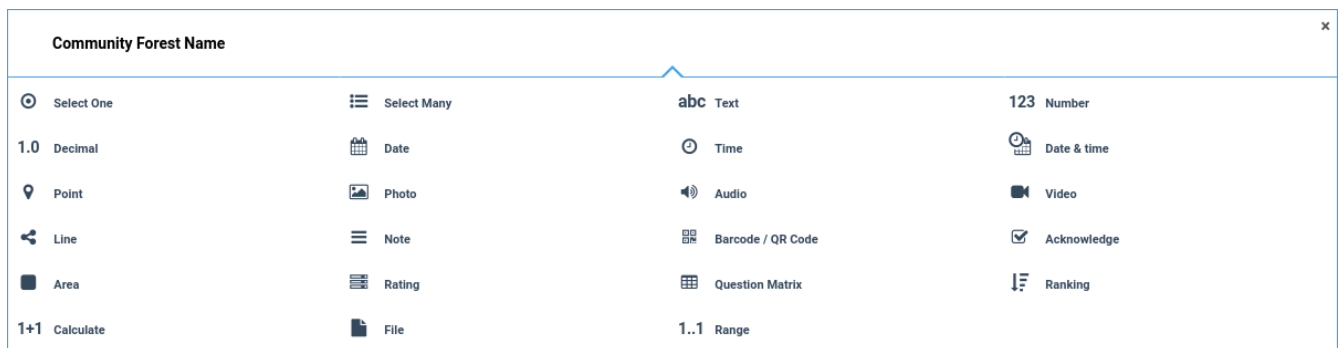 ×
Community Forest Name
Select One Select Many abc Text 123 Number
1.0 Decimal Date Time Date & time
Point Photo Audio Video
Line Note Barcode / QR Code Acknowledge
Area Rating Question Matrix Ranking
1+1 Calculate File 1..1 Range